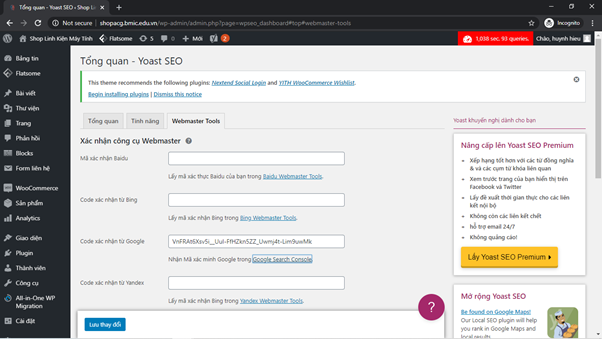 Tổng quan - Yoast SEO - Shop L
Not secure | shopacg.bmic.edu.vn/wp-admin/admin.php?page=wpseo_dashboard#top#webmaster-tools
Incognito
Shop Linh Kiện Máy Tính
Flatsome
5
0
Mới
2
1,036 sec. 93 queries.
Chào, huynh hieu
Bảng tin
Flatsome
Bài viết
Thư viện
Trang
Phản hồi
Blocks
Form liên hệ
WooCommerce
Sản phẩm
Analytics
Giao diện
Plugin
Thành viên
Công cụ
All-in-One WP
Migration
Cài đặt
Tổng quan - Yoast SEO
This theme recommends the following plugins: Nextend Social Login and YITH WooCommerce Wishlist.
Begin installing plugins | Dismiss this notice
Tổng quan
Tính năng
Webmaster Tools
Xác nhận công cụ Webmaster
Mã xác nhận Baidu
Lấy mã xác thực Baidu của bạn trong Baidu Webmaster Tools.
Code xác nhận từ Bing
Lấy mã xác nhận Bing trong Bing Webmaster Tools.
Code xác nhận từ Google
Nhận Mã xác minh Google trong Google Search Console.
Code xác nhận từ Yandex
Lấy mã xác nhận Bing trong Yandex Webmaster Tools.
Lưu thay đổi
Yoast khuyến nghị dành cho bạn
Nâng cấp lên Yoast SEO Premium
Xếp hạng tốt hơn với các từ đồng nghĩa
& và các cụm từ khóa liên quan
Xem trước trang của bạn hiển thị trên
Facebook và Twitter
Lấy đề xuất thời gian thực cho các liên
kết nội bộ
Không còn các liên kết chết
hỗ trợ email 24/7
Không quảng cáo!
Lấy Yoast SEO Premium
Mở rộng Yoast SEO
Be found on Google Maps!
Our Local SEO plugin will help
you rank in Google Maps and
local results.
?